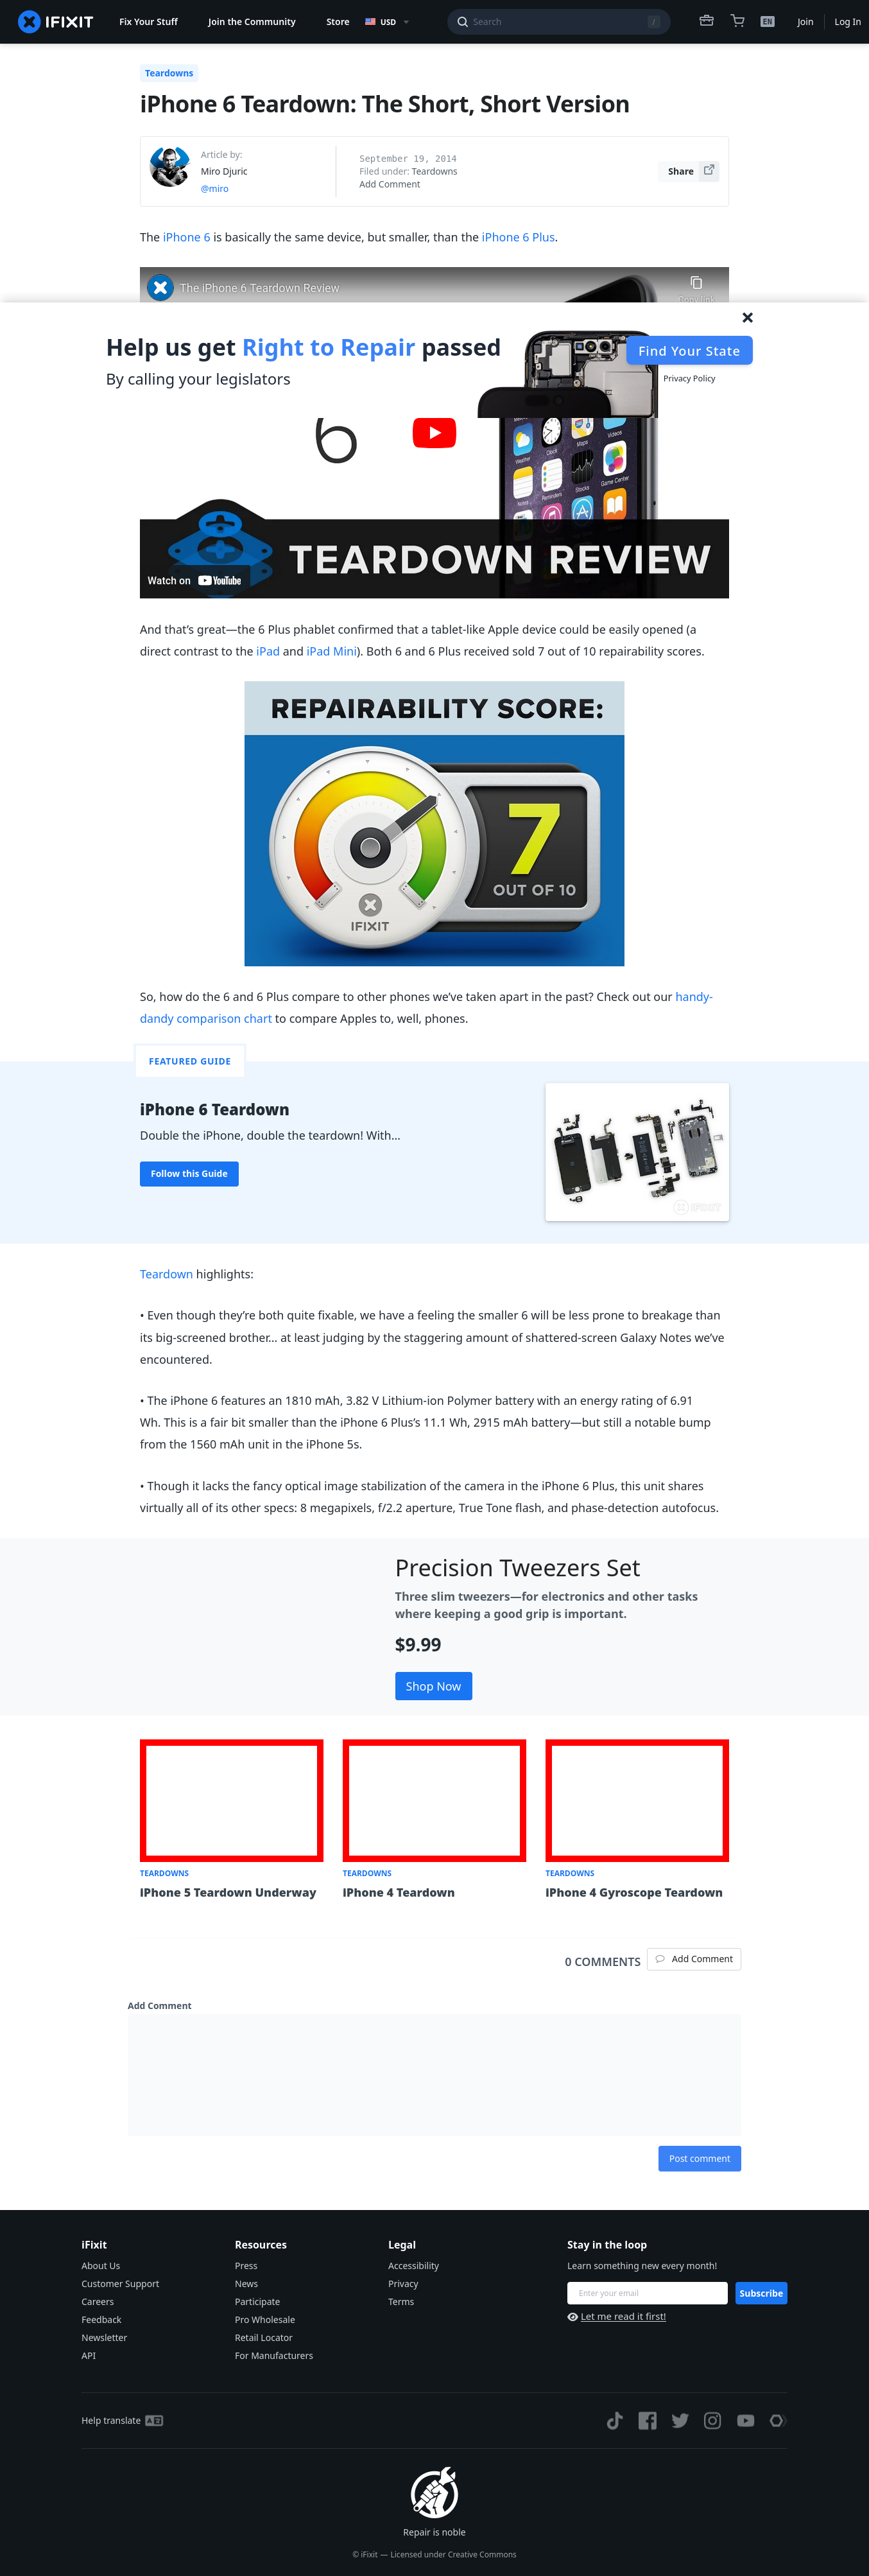 IFIXIT
Fix Your Stuff
Join the Community
Store
USD
Search
/
EN
Join
Log In
Teardowns
iPhone 6 Teardown: The Short, Short Version
Article by:
Miro Djuric
@miro
September 19, 2014
Filed under: Teardowns
Add Comment
Share
The iPhone 6 is basically the same device, but smaller, than the iPhone 6 Plus.
The iPhone 6 Teardown Review
Copy link
Help us get Right to Repair passed
By calling your legislators
Find Your State
Privacy Policy
6
Calendar
Photos
Videos
Notes
Stocks
Game Center
TEARDOWN REVIEW
Watch on YouTube
And that’s great—the 6 Plus phablet confirmed that a tablet-like Apple device could be easily opened (a
direct contrast to the iPad and iPad Mini). Both 6 and 6 Plus received sold 7 out of 10 repairability scores.
REPAIRABILITY SCORE:
7
OUT OF 10
IFIXIT
So, how do the 6 and 6 Plus compare to other phones we’ve taken apart in the past? Check out our handy-
dandy comparison chart to compare Apples to, well, phones.
FEATURED GUIDE
iPhone 6 Teardown
Double the iPhone, double the teardown! With...
Follow this Guide
IFIXIT
Teardown highlights:
• Even though they’re both quite fixable, we have a feeling the smaller 6 will be less prone to breakage than
its big-screened brother… at least judging by the staggering amount of shattered-screen Galaxy Notes we’ve
encountered.
• The iPhone 6 features an 1810 mAh, 3.82 V Lithium-ion Polymer battery with an energy rating of 6.91
Wh. This is a fair bit smaller than the iPhone 6 Plus’s 11.1 Wh, 2915 mAh battery—but still a notable bump
from the 1560 mAh unit in the iPhone 5s.
• Though it lacks the fancy optical image stabilization of the camera in the iPhone 6 Plus, this unit shares
virtually all of its other specs: 8 megapixels, f/2.2 aperture, True Tone flash, and phase-detection autofocus.
Precision Tweezers Set
Three slim tweezers—for electronics and other tasks
where keeping a good grip is important.
$9.99
Shop Now
TEARDOWNS
iPhone 5 Teardown Underway
TEARDOWNS
iPhone 4 Teardown
TEARDOWNS
iPhone 4 Gyroscope Teardown
0 COMMENTS
Add Comment
Add Comment
Post comment
iFixit
About Us
Customer Support
Careers
Feedback
Newsletter
API
Resources
Press
News
Participate
Pro Wholesale
Retail Locator
For Manufacturers
Legal
Accessibility
Privacy
Terms
Stay in the loop
Learn something new every month!
Enter your email
Subscribe
Let me read it first!
Help translate
Repair is noble
© iFixit — Licensed under Creative Commons